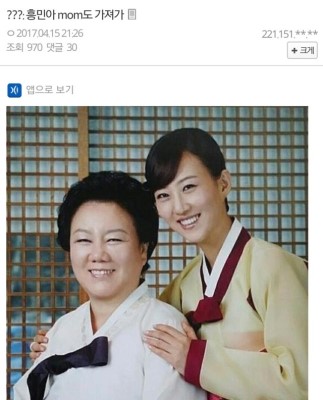 ???: 흥민아 mom도 가져가
2017.04.15 21:26
221.151.**.**
조회 970 댓글 30
+ 크게
앱으로 보기